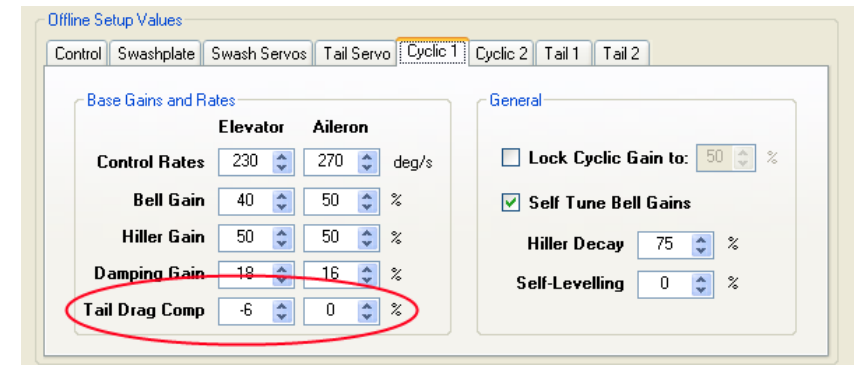 Offline Setup Values
Control Swashplate Swash Servos Tail Servo Cyclic 1 Cyclic 2 Tail 1 Tail 2
Base Gains and Rates
Elevator Aileron
Control Rates 230 270 deg/s
Bell Gain 40 50 %
Hiller Gain 50 50 %
Damping Gain 18 16 %
Tail Drag Comp -6 0 %
General
Lock Cyclic Gain to: 50 %
Self Tune Bell Gains
Hiller Decay 75 %
Self-Levelling 0 %